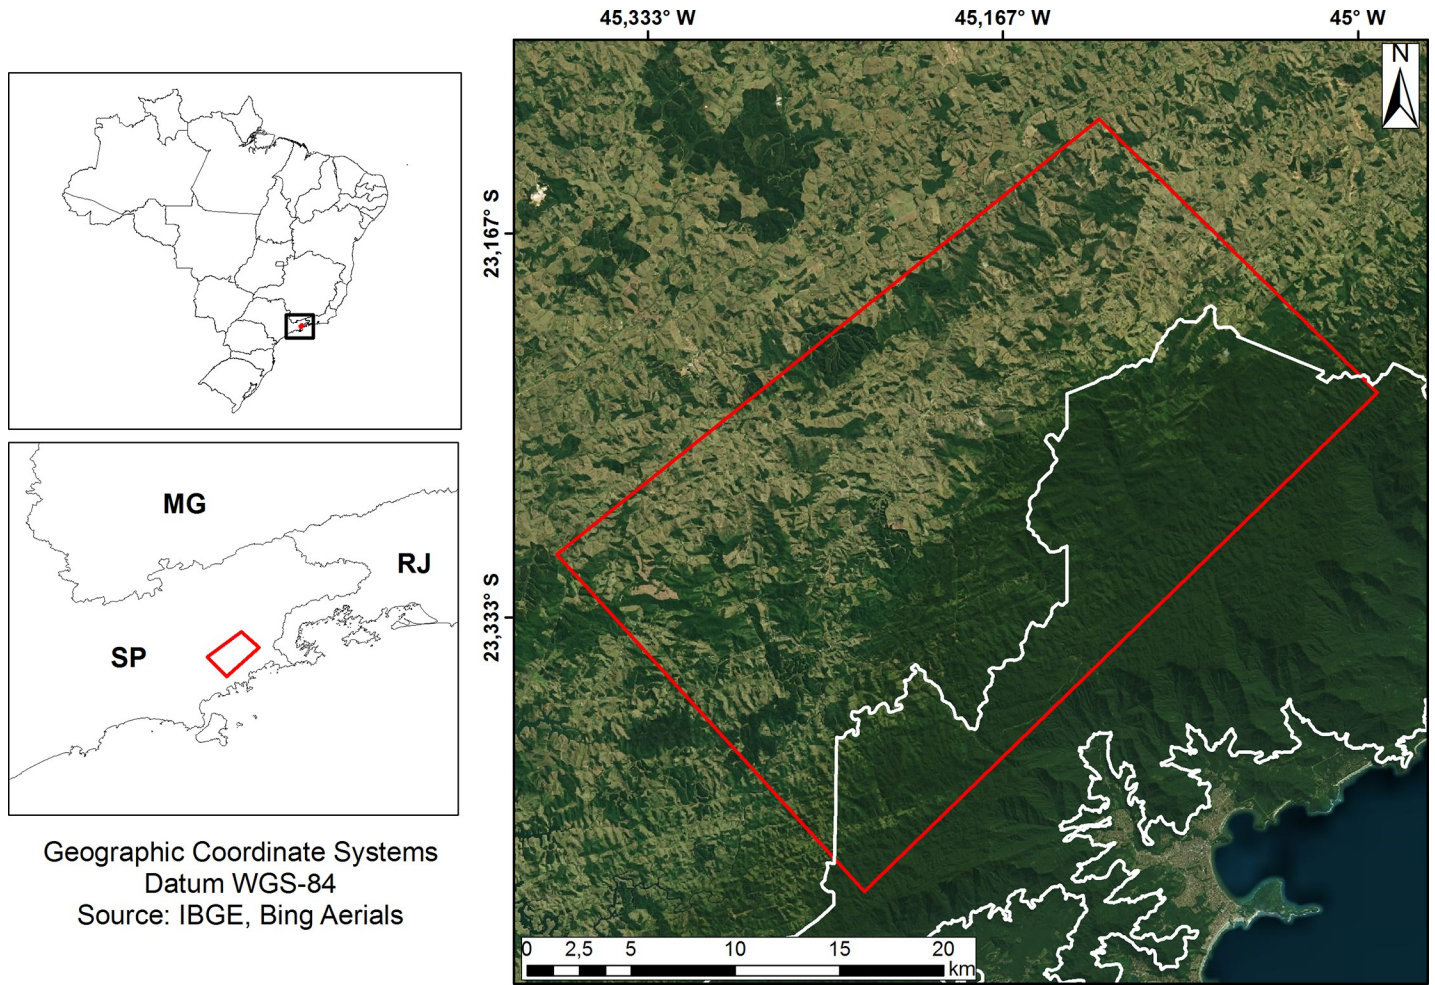 45,333° W
45,167° W
45° W
N
23,167° S
23,333° S
MG
RJ
SP
Geographic Coordinate Systems
Datum WGS-84
Source: IBGE, Bing Aerials
0 2,5 5 10 15 20
km